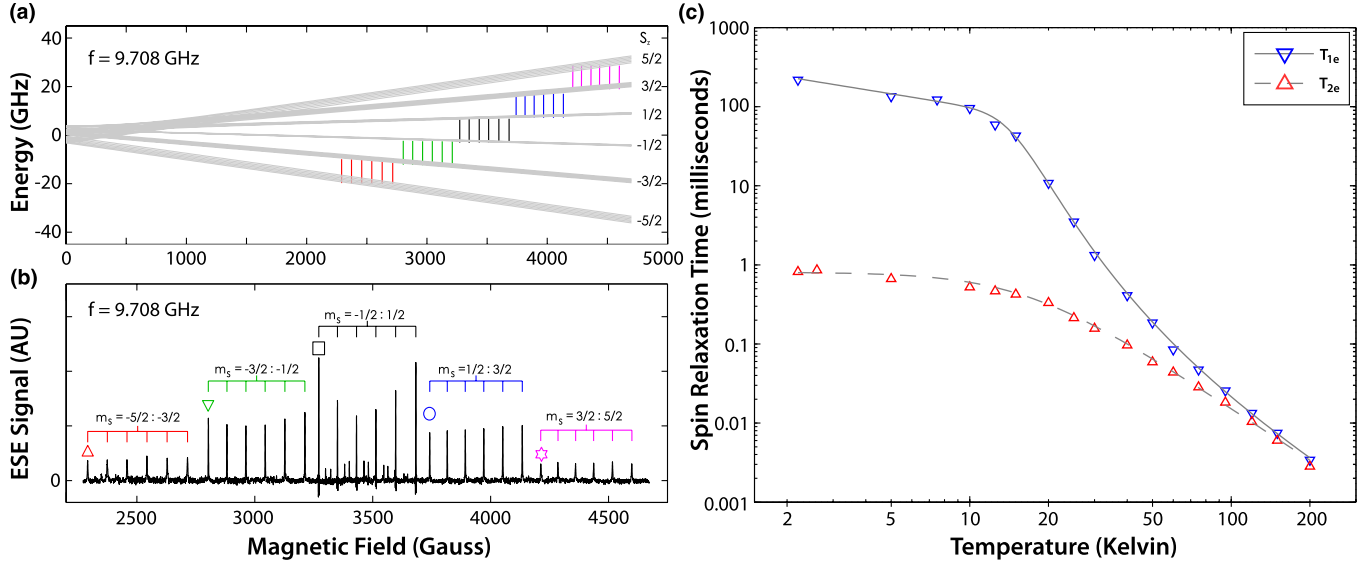 (a)
f = 9.708 GHz
Energy (GHz)
40
20
0
-20
-40
S_z
5/2
3/2
1/2
-1/2
-3/2
-5/2
0
1000
2000
3000
4000
5000
(b)
f = 9.708 GHz
ESE Signal (AU)
0
m_s = -5/2 : -3/2
m_s = -3/2 : -1/2
m_s = -1/2 : 1/2
m_s =1/2 : 3/2
m_s = 3/2 : 5/2
2500
3000
3500
4000
4500
Magnetic Field (Gauss)
(c)
Spin Relaxation Time (milliseconds)
1000
100
10
1
0.1
0.01
0.001
T_1e
T_2e
2
5
10
20
50
100
200
Temperature (Kelvin)